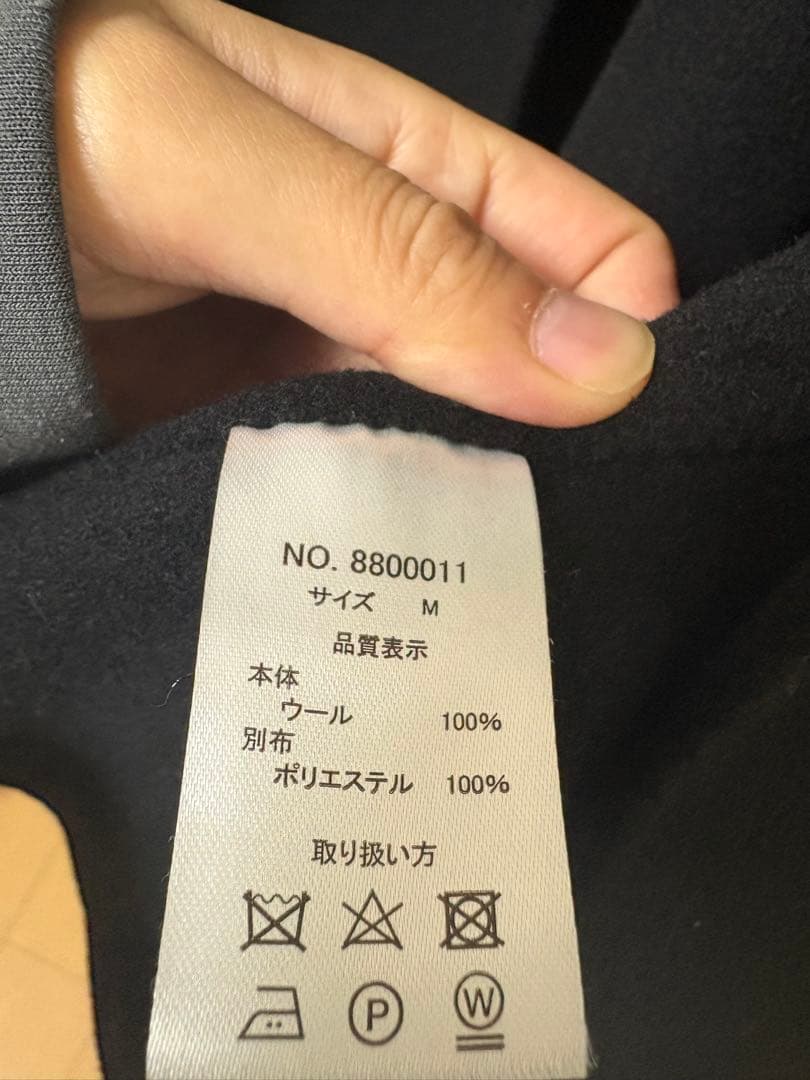 NO. 8800011
サイズ M
品質表示
本体
ウール 100%
別布
ポリエステル 100%
取り扱い方
P W